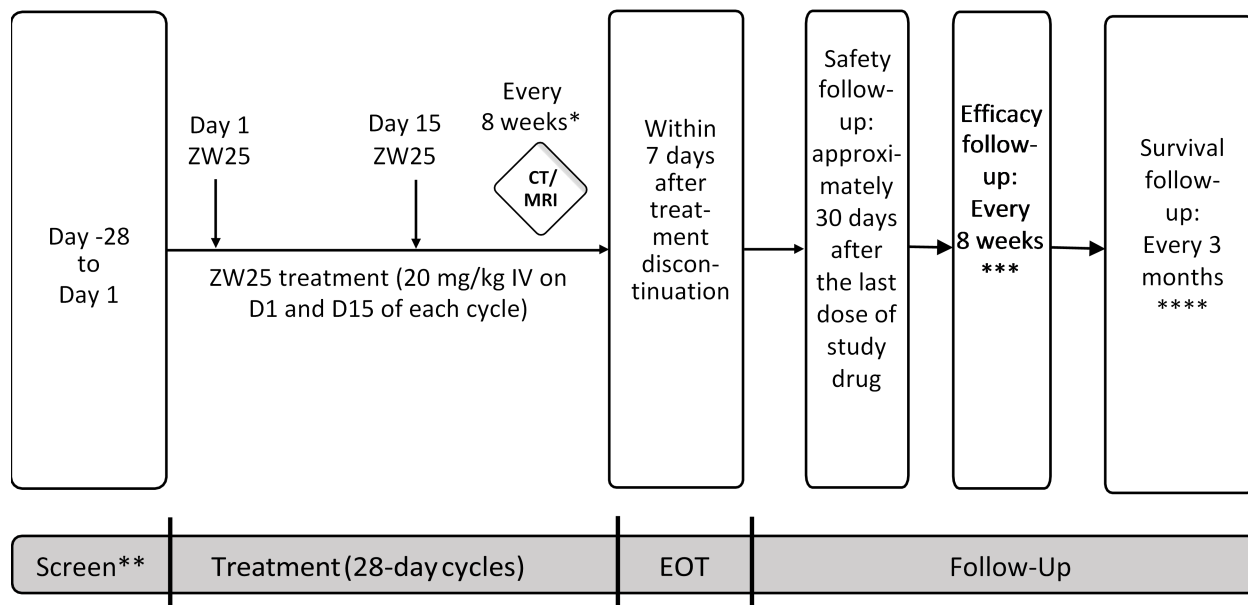 Day -28
to
Day 1
Day 1
ZW25
Day 15
ZW25
Every
8 weeks*
CT/
MRI
ZW25 treatment (20 mg/kg IV on
D1 and D15 of each cycle)
Within
7 days
after
treat-
ment
discon-
tinuation
Safety
follow-
up:
approxi-
mately
30 days
after
the last
dose of
study
drug
Efficacy
follow-
up:
Every
8 weeks
***
Survival
follow-
up:
Every 3
months
****
Screen**
Treatment (28-day cycles)
EOT
Follow-Up